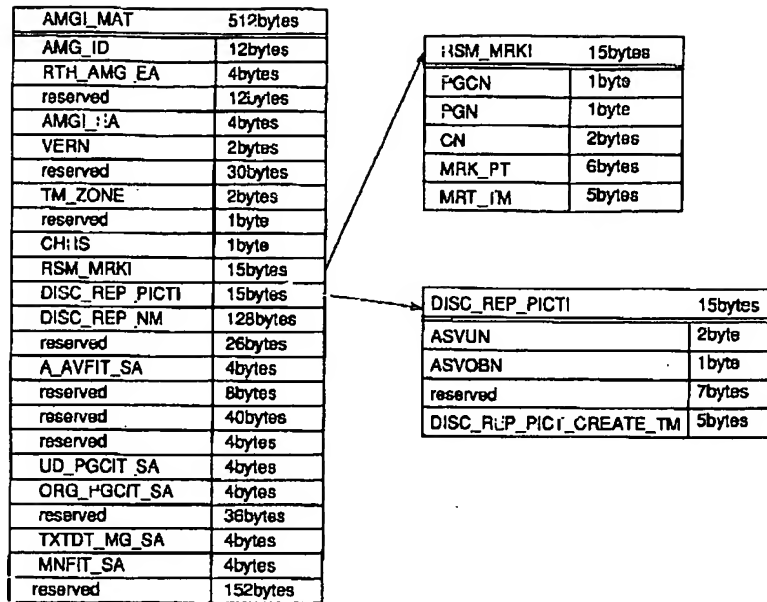 AMGI_MAT 512bytes
AMG_ID 12bytes
RTH_AMG_EA 4bytes
reserved 12bytes
AMGI_EA 4bytes
VERN 2bytes
reserved 30bytes
TM_ZONE 2bytes
reserved 1byte
CHHS 1byte
RSM_MRKI 15bytes
DISC_REP_PICTI 15bytes
DISC_REP_NM 128bytes
reserved 26bytes
A_AVFIT_SA 4bytes
reserved 8bytes
reserved 40bytes
reserved 4bytes
UD_PGCIT_SA 4bytes
ORG_PGCIT_SA 4bytes
reserved 36bytes
TXTDT_MG_SA 4bytes
MNFIT_SA 4bytes
reserved 152bytes
RSM_MRKI 15bytes
PGCN 1byte
PGN 1byte
CN 2bytes
MRK_PT 6bytes
MRT_TM 5bytes
DISC_REP_PICTI 15bytes
ASVUN 2byte
ASVOBN 1byte
reserved 7bytes
DISC_REP_PICT_CREATE_TM 5bytes